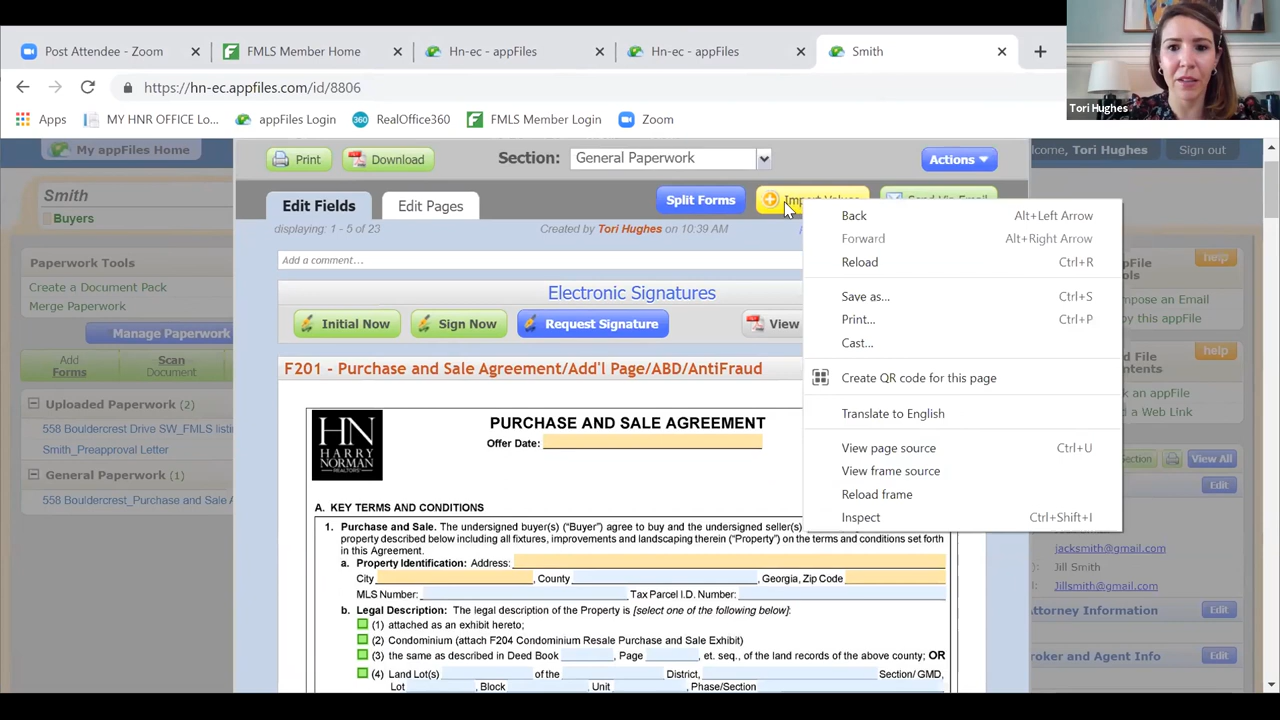 Post Attendee - Zoom
FMLS Member Home
Hn-ec - appFiles
Hn-ec - appFiles
Smith
https://hn-ec.appfiles.com/id/8806
Tori Hughes
Apps
MY HNR OFFICE Lo...
appFiles Login
360
RealOffice360
FMLS Member Login
Zoom
My appFiles Home
Print
Download
Section:
General Paperwork
Actions
Tori Hughes
Sign out
Smith
Buyers
Edit Fields
Edit Pages
Split Forms
Import Values
Send Via Email
displaying: 1 - 5 of 23
Created by Tori Hughes on 10:39 AM
Add a comment...
Electronic Signatures
Initial Now
Sign Now
Request Signature
View
Paperwork Tools
Create a Document Pack
Merge Paperwork
Manage Paperwork
Add
Forms
Scan
Document
Uploaded Paperwork (2)
558 Bouldercrest Drive SW_FMLS listi
Smith_Preapproval Letter
General Paperwork (1)
558 Bouldercrest_Purchase and Sale A
F201 - Purchase and Sale Agreement/Add'l Page/ABD/AntiFraud
HN
HARRY
NORMAN
REALTORS
PURCHASE AND SALE AGREEMENT
Offer Date:
A. KEY TERMS AND CONDITIONS
1. Purchase and Sale. The undersigned buyer(s) ("Buyer") agree to buy and the undersigned seller(s)
property described below including all fixtures, improvements and landscaping therein ("Property") on the terms and conditions set forth
in this Agreement.
a. Property Identification: Address:
City
County
, Georgia, Zip Code
MLS Number:
Tax Parcel I.D. Number:
b. Legal Description: The legal description of the Property is [select one of the following below]:
(1) attached as an exhibit hereto;
(2) Condominium (attach F204 Condominium Resale Purchase and Sale Exhibit)
(3) the same as described in Deed Book , Page , et. seq., of the land records of the above county; OR
(4) Land Lot(s) of the District, Section/ GMD,
Lot , Block , Unit , Phase/Section
Back Alt+Left Arrow
Forward Alt+Right Arrow
Reload Ctrl+R
Save as... Ctrl+S
Print... Ctrl+P
Cast...
Create QR code for this page
Translate to English
View page source Ctrl+U
View frame source
Reload frame
Inspect Ctrl+Shift+I
help
an Email
by this appFile
help
a Web Link
View All
Edit
jacksmith@gmail.com
Jill Smith
Jillsmith@gmail.com
Attorney Information
Edit
and Agent Info
Edit